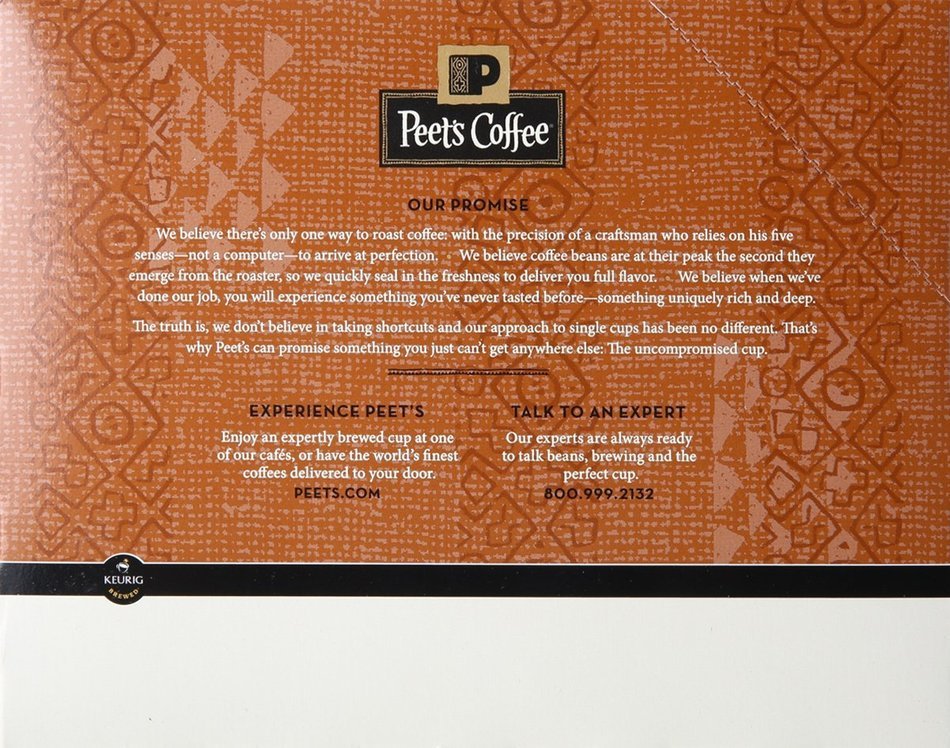 P
Peet's Coffee
OUR PROMISE
We believe there's only one way to roast coffee: with the precision of a craftsman who relies on his five
senses—not a computer—to arrive at perfection. We believe coffee beans are at their peak the second they
emerge from the roaster, so we quickly seal in the freshness to deliver you full flavor. We believe when we've
done our job, you will experience something you've never tasted before—something uniquely rich and deep.
The truth is, we don't believe in taking shortcuts and our approach to single cups has been no different. That's
why Peet's can promise something you just can't get anywhere else: The uncompromised cup.
EXPERIENCE PEET'S
Enjoy an expertly brewed cup at one
of our cafés, or have the world's finest
coffees delivered to your door.
PEETS.COM
TALK TO AN EXPERT
Our experts are always ready
to talk beans, brewing and the
perfect cup.
800.999.2132
KEURIG
BREWED